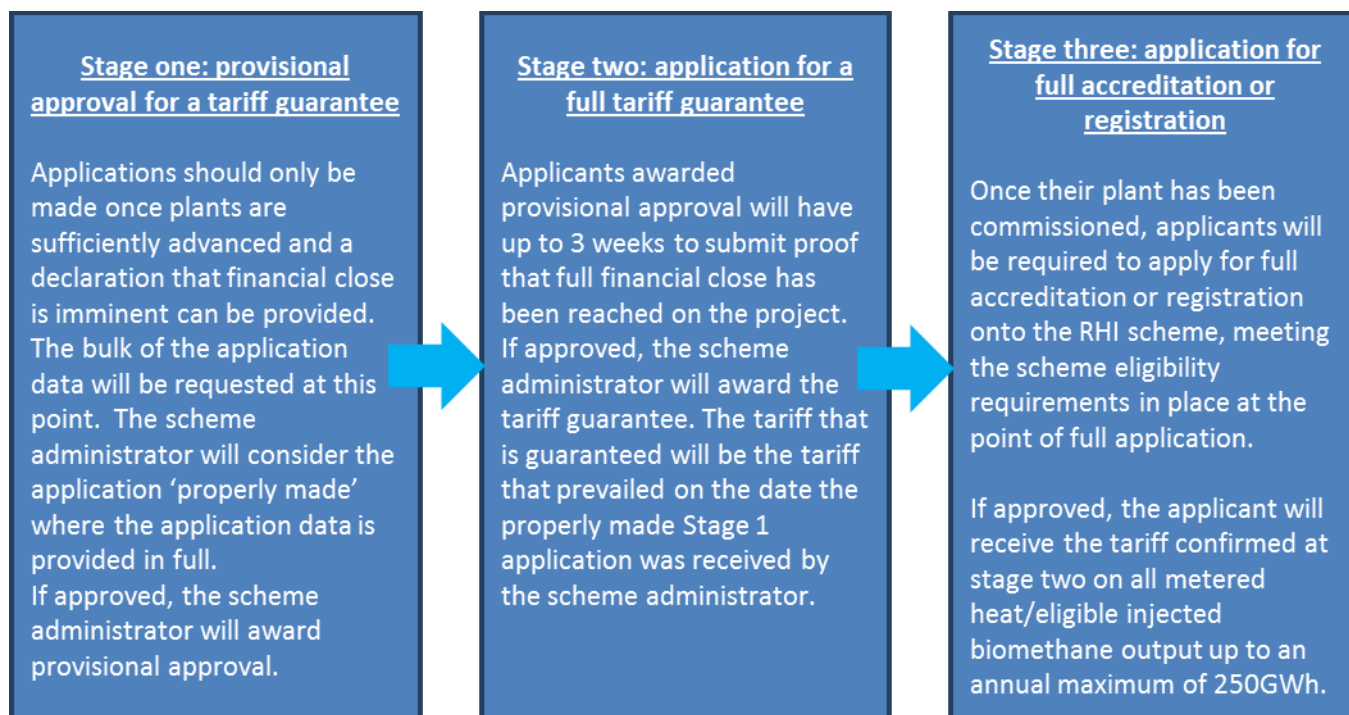 Stage one: provisional
approval for a tariff guarantee
Applications should only be
made once plants are
sufficiently advanced and a
declaration that financial close
is imminent can be provided.
The bulk of the application
data will be requested at this
point.  The scheme
administrator will consider the
application ‘properly made’
where the application data is
provided in full.
If approved, the scheme
administrator will award
provisional approval.
Stage two: application for a
full tariff guarantee
Applicants awarded
provisional approval will have
up to 3 weeks to submit proof
that full financial close has
been reached on the project.
If approved, the scheme
administrator will award the
tariff guarantee. The tariff that
is guaranteed will be the tariff
that prevailed on the date the
properly made Stage 1
application was received by
the scheme administrator.
Stage three: application for
full accreditation or
registration
Once their plant has been
commissioned, applicants will
be required to apply for full
accreditation or registration
onto the RHI scheme, meeting
the scheme eligibility
requirements in place at the
point of full application.
If approved, the applicant will
receive the tariff confirmed at
stage two on all metered
heat/eligible injected
biomethane output up to an
annual maximum of 250GWh.